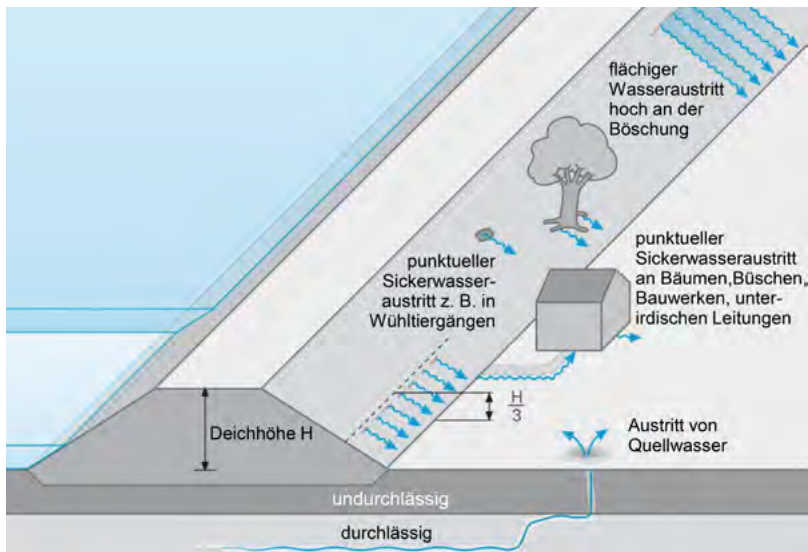 flächiger
Wasseraustritt
hoch an der
Böschung
punktueller
Sickerwasser-
austritt z. B. in
Wühltiergängen
punktueller
Sickerwasseraustritt
an Bäumen,Büschen,
Bauwerken, unter-
irdischen Leitungen
H
3
Deichhöhe H
Austritt von
Quellwasser
undurchlässig
durchlässig